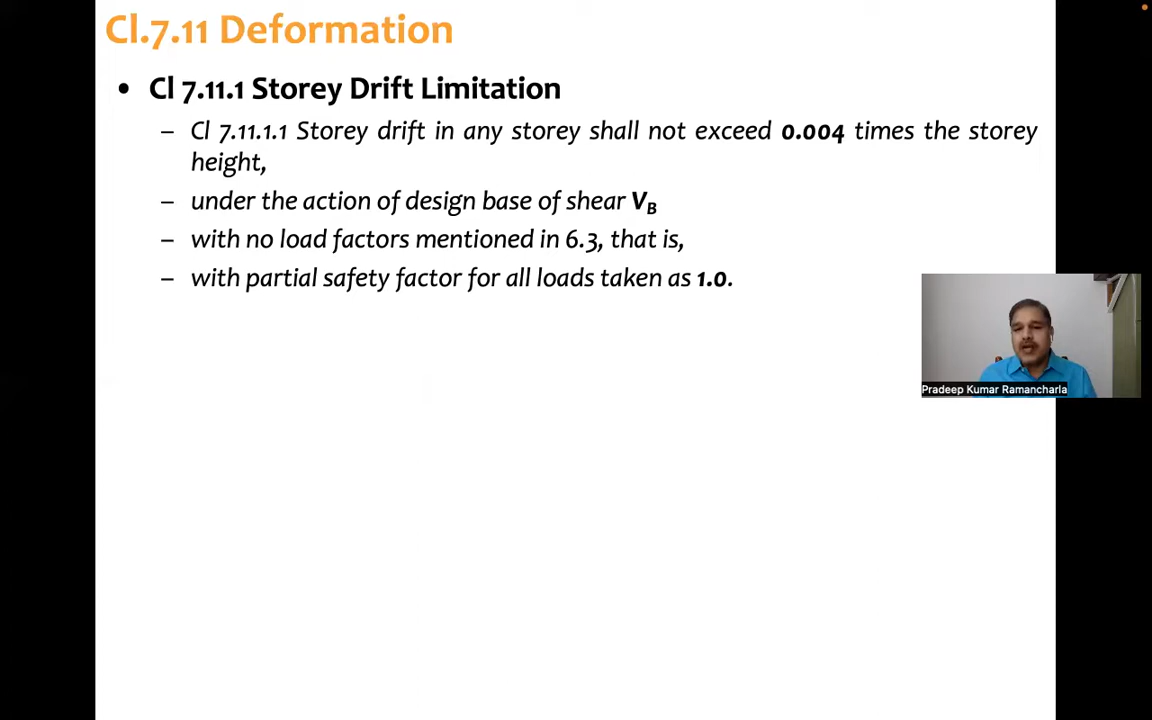 Cl.7.11 Deformation
• Cl 7.11.1 Storey Drift Limitation
– Cl 7.11.1.1 Storey drift in any storey shall not exceed 0.004 times the storey
height,
– under the action of design base of shear VB
– with no load factors mentioned in 6.3, that is,
– with partial safety factor for all loads taken as 1.0.
Pradeep Kumar Ramancharla